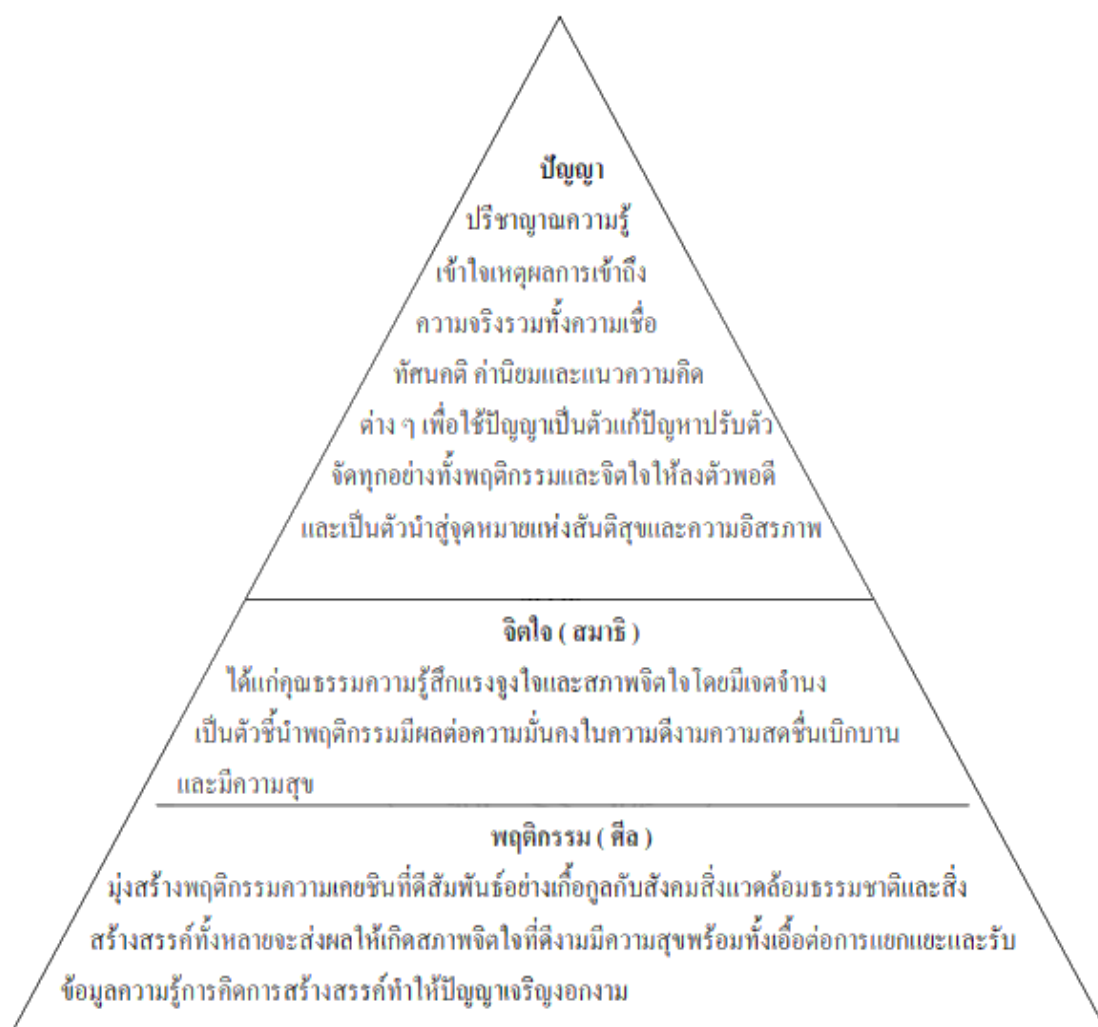 ปัญญา
ปรีชาญาณความรู้
เข้าใจเหตุผลการเข้าถึง
ความจริงรวมทั้งความเชื่อ
ทัศนคติ ค่านิยมและแนวความคิด
ต่าง ๆ เพื่อใช้ปัญญาเป็นตัวแก้ปัญหาปรับตัว
จัดทุกอย่างทั้งพฤติกรรมและจิตใจให้ลงตัวพอดี
และเป็นตัวนำสู่จุดหมายแห่งสันติสุขและความอิสรภาพ
จิตใจ ( สมาธิ )
ได้แก่คุณธรรมความรู้สึกแรงจูงใจและสภาพจิตใจโดยมีเจตจำนง
เป็นตัวชี้นำพฤติกรรมมีผลต่อความมั่นคงในความดีงามความสดชื่นเบิกบาน
และมีความสุข
พฤติกรรม ( ศีล )
มุ่งสร้างพฤติกรรมความเคยชินที่ดีสัมพันธ์อย่างเกื้อกูลกับสังคมสิ่งแวดล้อมธรรมชาติและสิ่ง
สร้างสรรค์ทั้งหลายจะส่งผลให้เกิดสภาพจิตใจที่ดีงามมีความสุขพร้อมทั้งเอื้อต่อการแยกแยะและรับ
ข้อมูลความรู้การคิดการสร้างสรรค์ทำให้ปัญญาเจริญงอกงาม